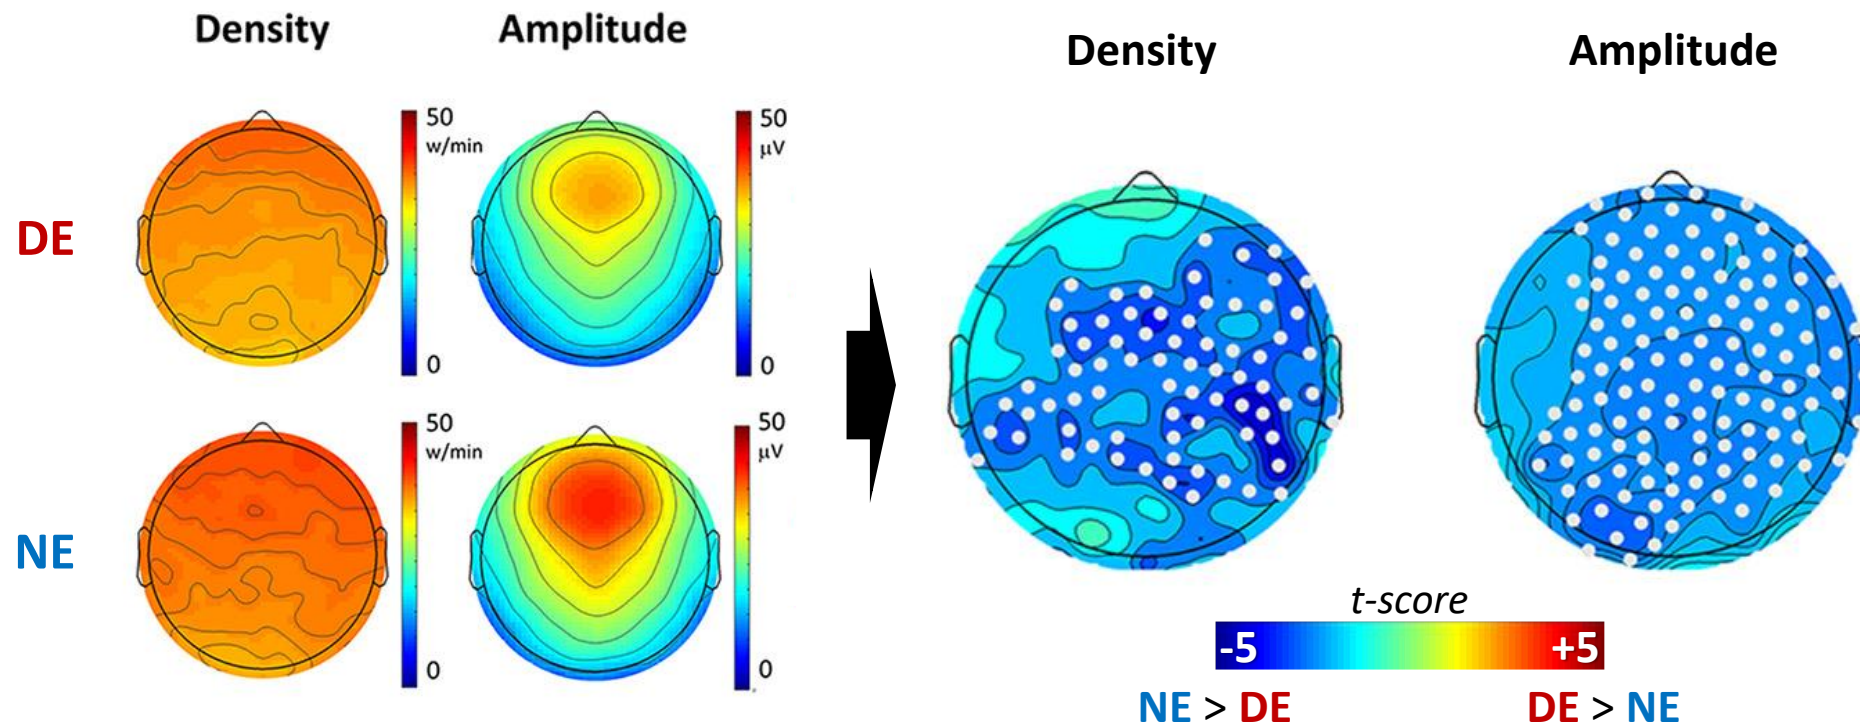 Density
Amplitude
Density
Amplitude
DE
50
w/min
0
50
μV
0
NE
50
w/min
0
50
μV
0
t-score
-5
+5
NE > DE
DE > NE